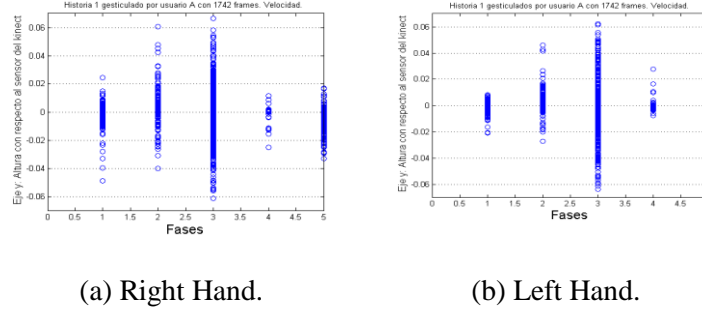 Historia 1 gesticulado por usuario A con 1742 frames. Velocidad.
Eje y: Altura con respecto al sensor del kinect
0.06
0.04
0.02
0
-0.02
-0.04
-0.06
0 0.5 1 1.5 2 2.5 3 3.5 4 4.5 5
Fases
(a) Right Hand.
Historia 1 gesticulado por usuarios A con 1742 frames. Velocidad.
Eje y: Altura con respecto al sensor del kinect
0.06
0.04
0.02
0
-0.02
-0.04
-0.06
0 0.5 1 1.5 2 2.5 3 3.5 4 4.5
Fases
(b) Left Hand.